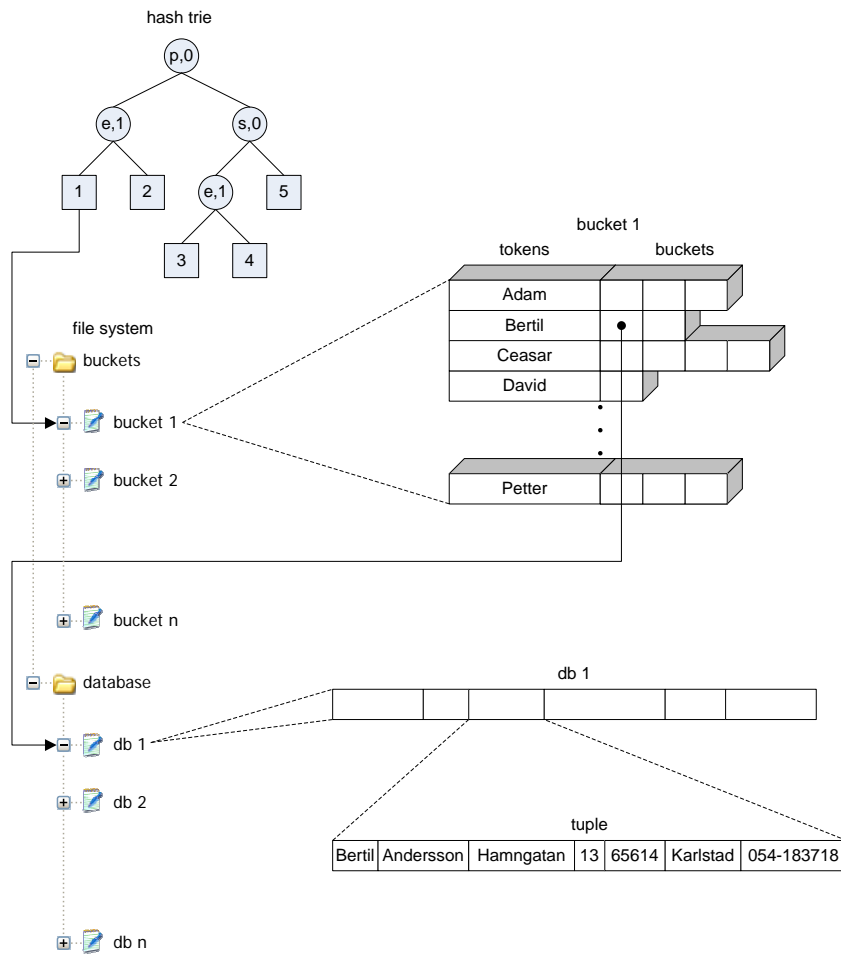 hash trie
p,0
e,1 s,0
1 2 e,1 5
3 4
bucket 1
tokens buckets
Adam
Bertil
Ceasar
David
Petter
file system
buckets
bucket 1
bucket 2
bucket n
database
db 1
db 2
db n
db 1
tuple
Bertil Andersson Hamngatan 13 65614 Karlstad 054-183718